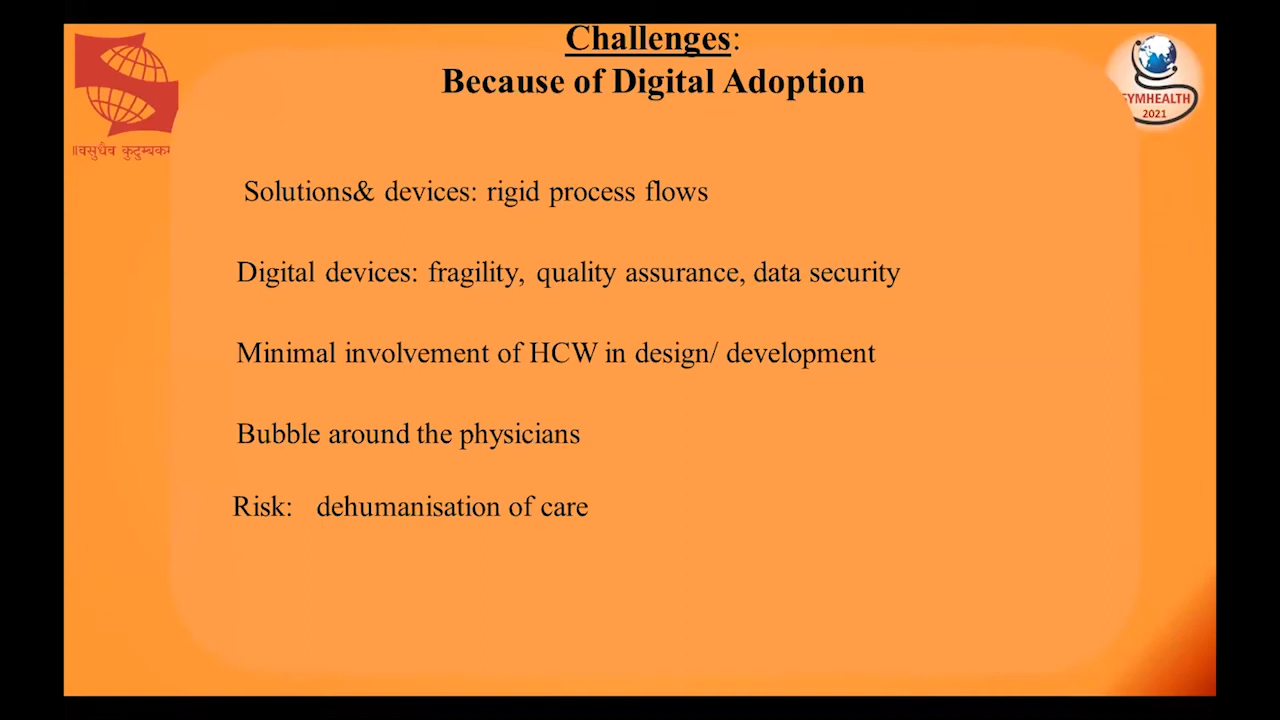 Challenges:
Because of Digital Adoption
SYMHEALTH
2021
॥वसुधैव कुटुम्बकम
Solutions& devices: rigid process flows
Digital devices: fragility, quality assurance, data security
Minimal involvement of HCW in design/ development
Bubble around the physicians
Risk: dehumanisation of care